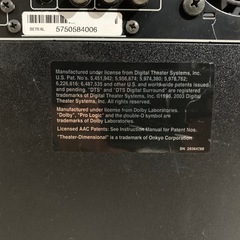 SERIAL 5750584006
Manufactured under license from Digital Theater Systems, Inc.
U.S. Pat. No's. 5,451,942; 5,956,674; 5,974,380; 5,978,762;
6,226,616; 6,487,535 and other U.S. and world-wide patents issued
and pending. "DTS" and "DTS Digital Surround" are registered
trademarks of Digital Theater Systems, Inc. ©1996, 2003 Digital
Theater Systems, Inc. All Rights Reserved.
Manufactured under license from Dolby Laboratories.
"Dolby", "Pro Logic" and the double-D symbol are
trademarks of Dolby Laboratories.
Licensed AAC Patents: See Instruction Manual for Patent Nos.
"Theater-Dimensional" is a trademark of Onkyo Corporation
SN